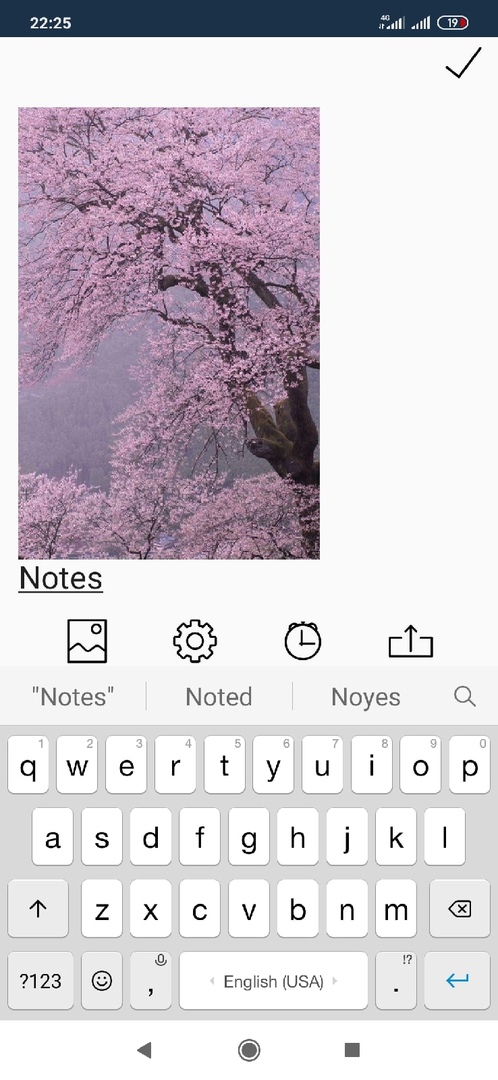 22:25
4G
19
Notes
"Notes" Noted Noyes
1 2 3 4 5 6 7 8 9 0
q w e r t y u i o p
a s d f g h j k l
z x c v b n m
!?
?123 , English (USA) .